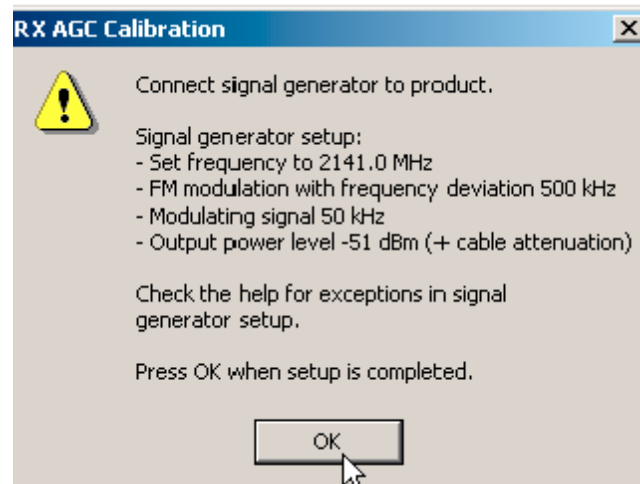 RX AGC Calibration
Connect signal generator to product.
Signal generator setup:
- Set frequency to 2141.0 MHz
- FM modulation with frequency deviation 500 kHz
- Modulating signal 50 kHz
- Output power level -51 dBm (+ cable attenuation)
Check the help for exceptions in signal
generator setup.
Press OK when setup is completed.
OK